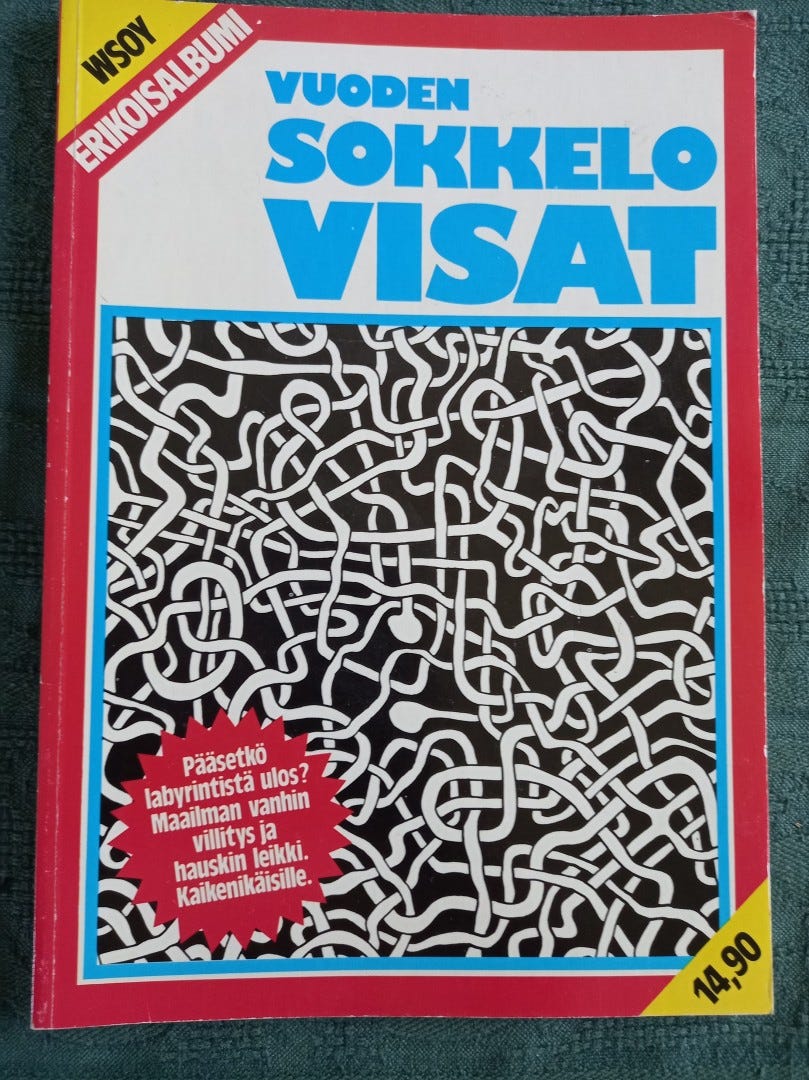 WSOY
ERIKOISALBUMI
VUODEN
SOKKELO
VISAT
Pääsetkö
labyrintistä ulos?
Maailman vanhin
villitys ja
hauskin leikki.
Kaikenikäisille.
14,90